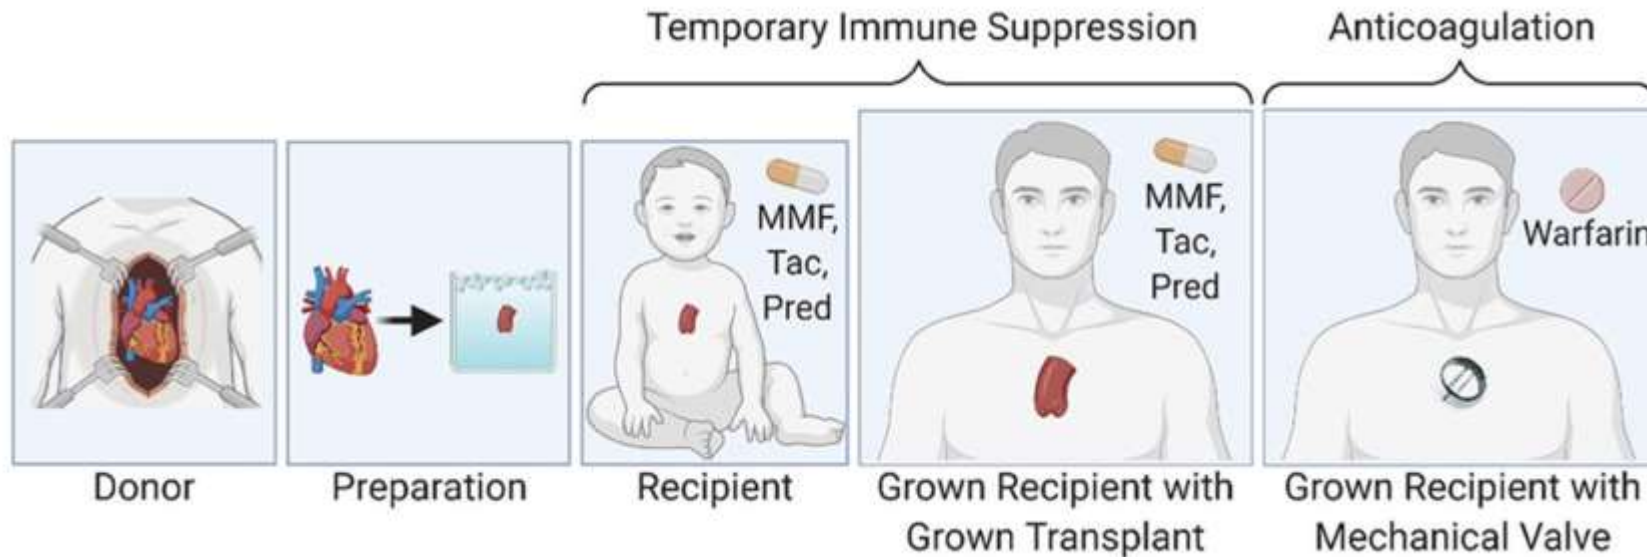 Temporary Immune Suppression
Anticoagulation
MMF,
Tac,
Pred
MMF,
Tac,
Pred
Warfarin
Donor
Preparation
Recipient
Grown Recipient with
Grown Transplant
Grown Recipient with
Mechanical Valve